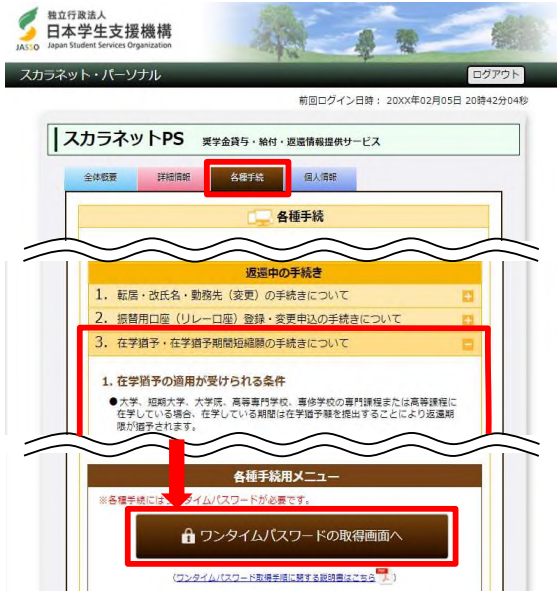 独立行政法人
日本学生支援機構
JASSO Japan Student Services Organization
スカラネット・パーソナル
ログアウト
前回ログイン日時： 20XX年02月05日 20時42分04秒
スカラネットPS 奨学金貸与・給付・返還情報提供サービス
全体概要 詳細情報 各種手続 個人情報
各種手続
返還中の手続き
1. 転居・改氏名・勤務先（変更）の手続きについて
2. 振替用口座（リレー口座）登録・変更申込の手続きについて
3. 在学猶予・在学猶予期間短縮願の手続きについて
1. 在学猶予の適用が受けられる条件
●大学、短期大学、大学院、高等専門学校、専修学校の専門課程または高等課程に
在学している場合、在学している期間は在学猶予願を提出することにより返還期
限が猶予されます。
各種手続用メニュー
※各種手続にはワンタイムパスワードが必要です。
ワンタイムパスワードの取得画面へ
（ワンタイムパスワード取得手順に関する説明書はこちら ）